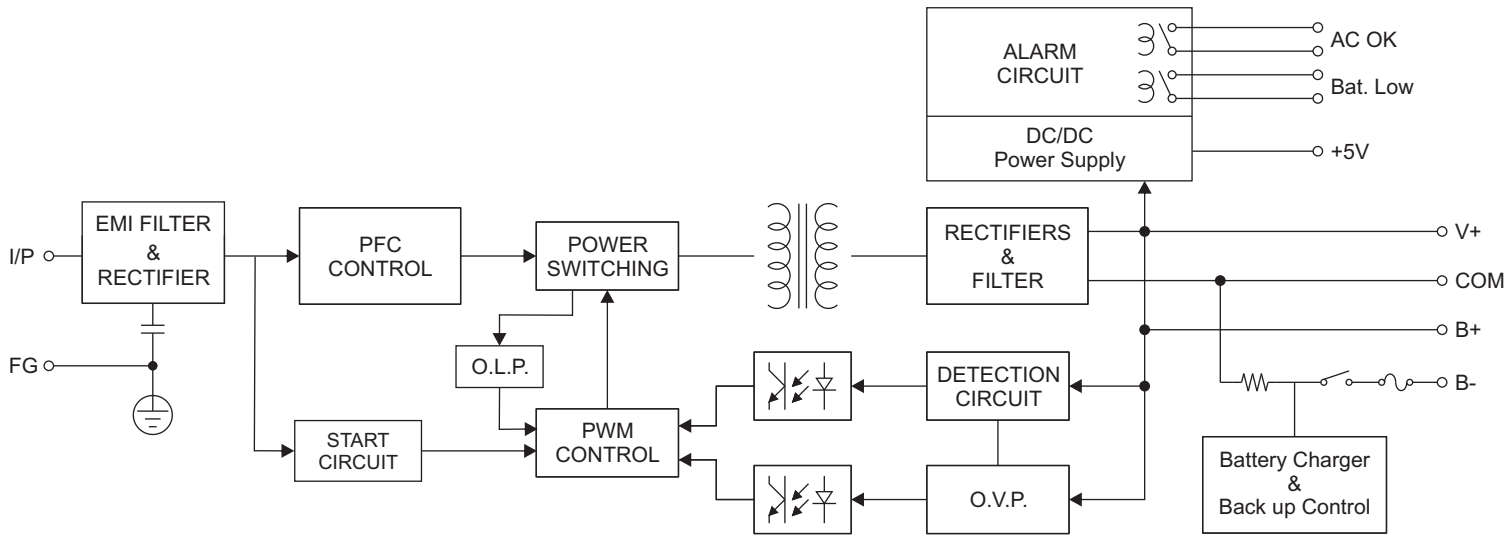 ALARM
CIRCUIT
AC OK
Bat. Low
DC/DC
Power Supply
+5V
I/P
EMI FILTER
&
RECTIFIER
PFC
CONTROL
POWER
SWITCHING
RECTIFIERS
&
FILTER
V+
COM
B+
B-
FG
O.L.P.
DETECTION
CIRCUIT
START
CIRCUIT
PWM
CONTROL
O.V.P.
Battery Charger
&
Back up Control